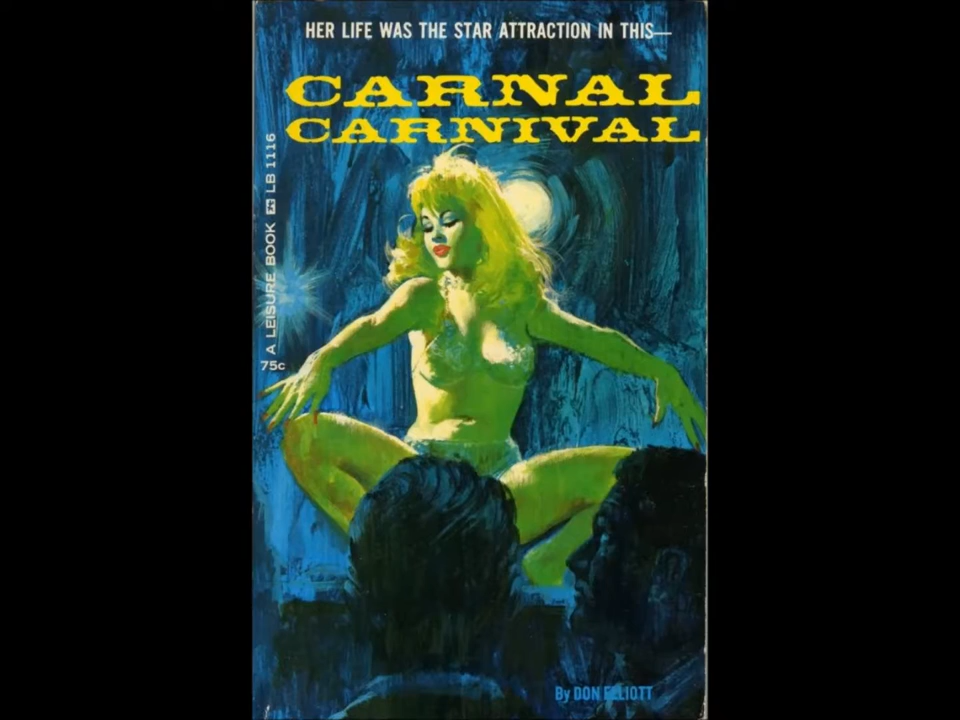 HER LIFE WAS THE STAR ATTRACTION IN THIS—
CARNAL
CARNIVAL
A LEISURE BOOK LB 1116
75c
By DON ELLIOTT